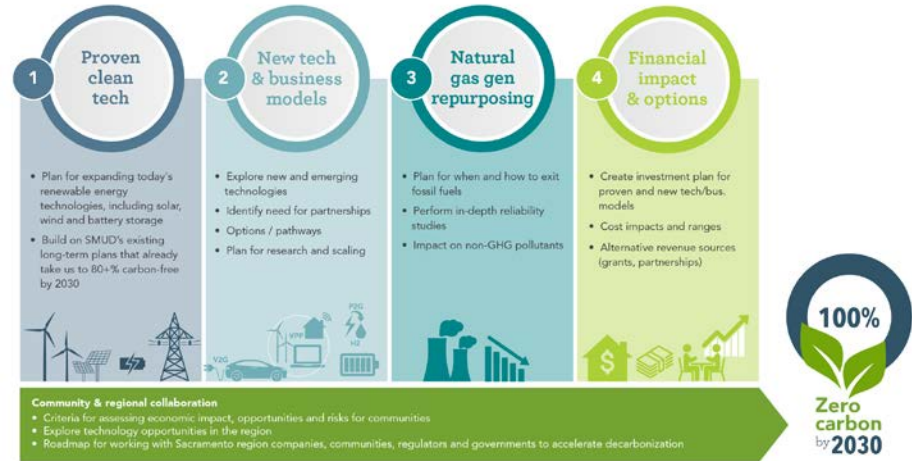 1
Proven
clean
tech
• Plan for expanding today's
renewable energy
technologies, including solar,
wind and battery storage
• Build on SMUD's existing
long-term plans that already
take us to 80+% carbon-free
by 2030
2
New tech
& business
models
• Explore new and emerging
technologies
• Identify need for partnerships
• Options / pathways
• Plan for research and scaling
V2G
VPP
P2G
H2
3
Natural
gas gen
repurposing
• Plan for when and how to exit
fossil fuels
• Perform in-depth reliability
studies
• Impact on non-GHG pollutants
4
Financial
impact
& options
• Create investment plan for
proven and new tech/bus.
models
• Cost impacts and ranges
• Alternative revenue sources
(grants, partnerships)
$
Community & regional collaboration
• Criteria for assessing economic impact, opportunities and risks for communities
• Explore technology opportunities in the region
• Roadmap for working with Sacramento region companies, communities, regulators and governments to accelerate decarbonization
100%
Zero
carbon
by 2030